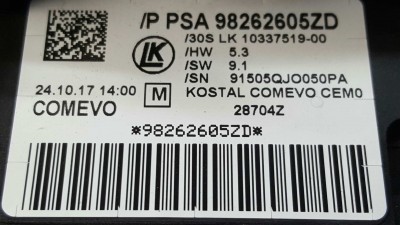 /P PSA 98262605ZD
/30S LK 10337519-00
/HW 5.3
/SW 9.1
/SN 91505QJO050PA
LK
24.10.17 14:00
M
KOSTAL COMEVO CEM0
COMEVO
28704Z
*98262605ZD*